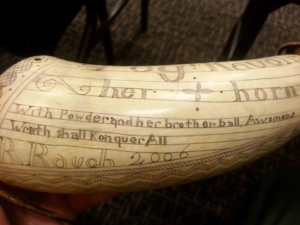 her horn
With Powder and her brother ball, Awesome
Wrath shall Konquer All
R. Rauch 2006